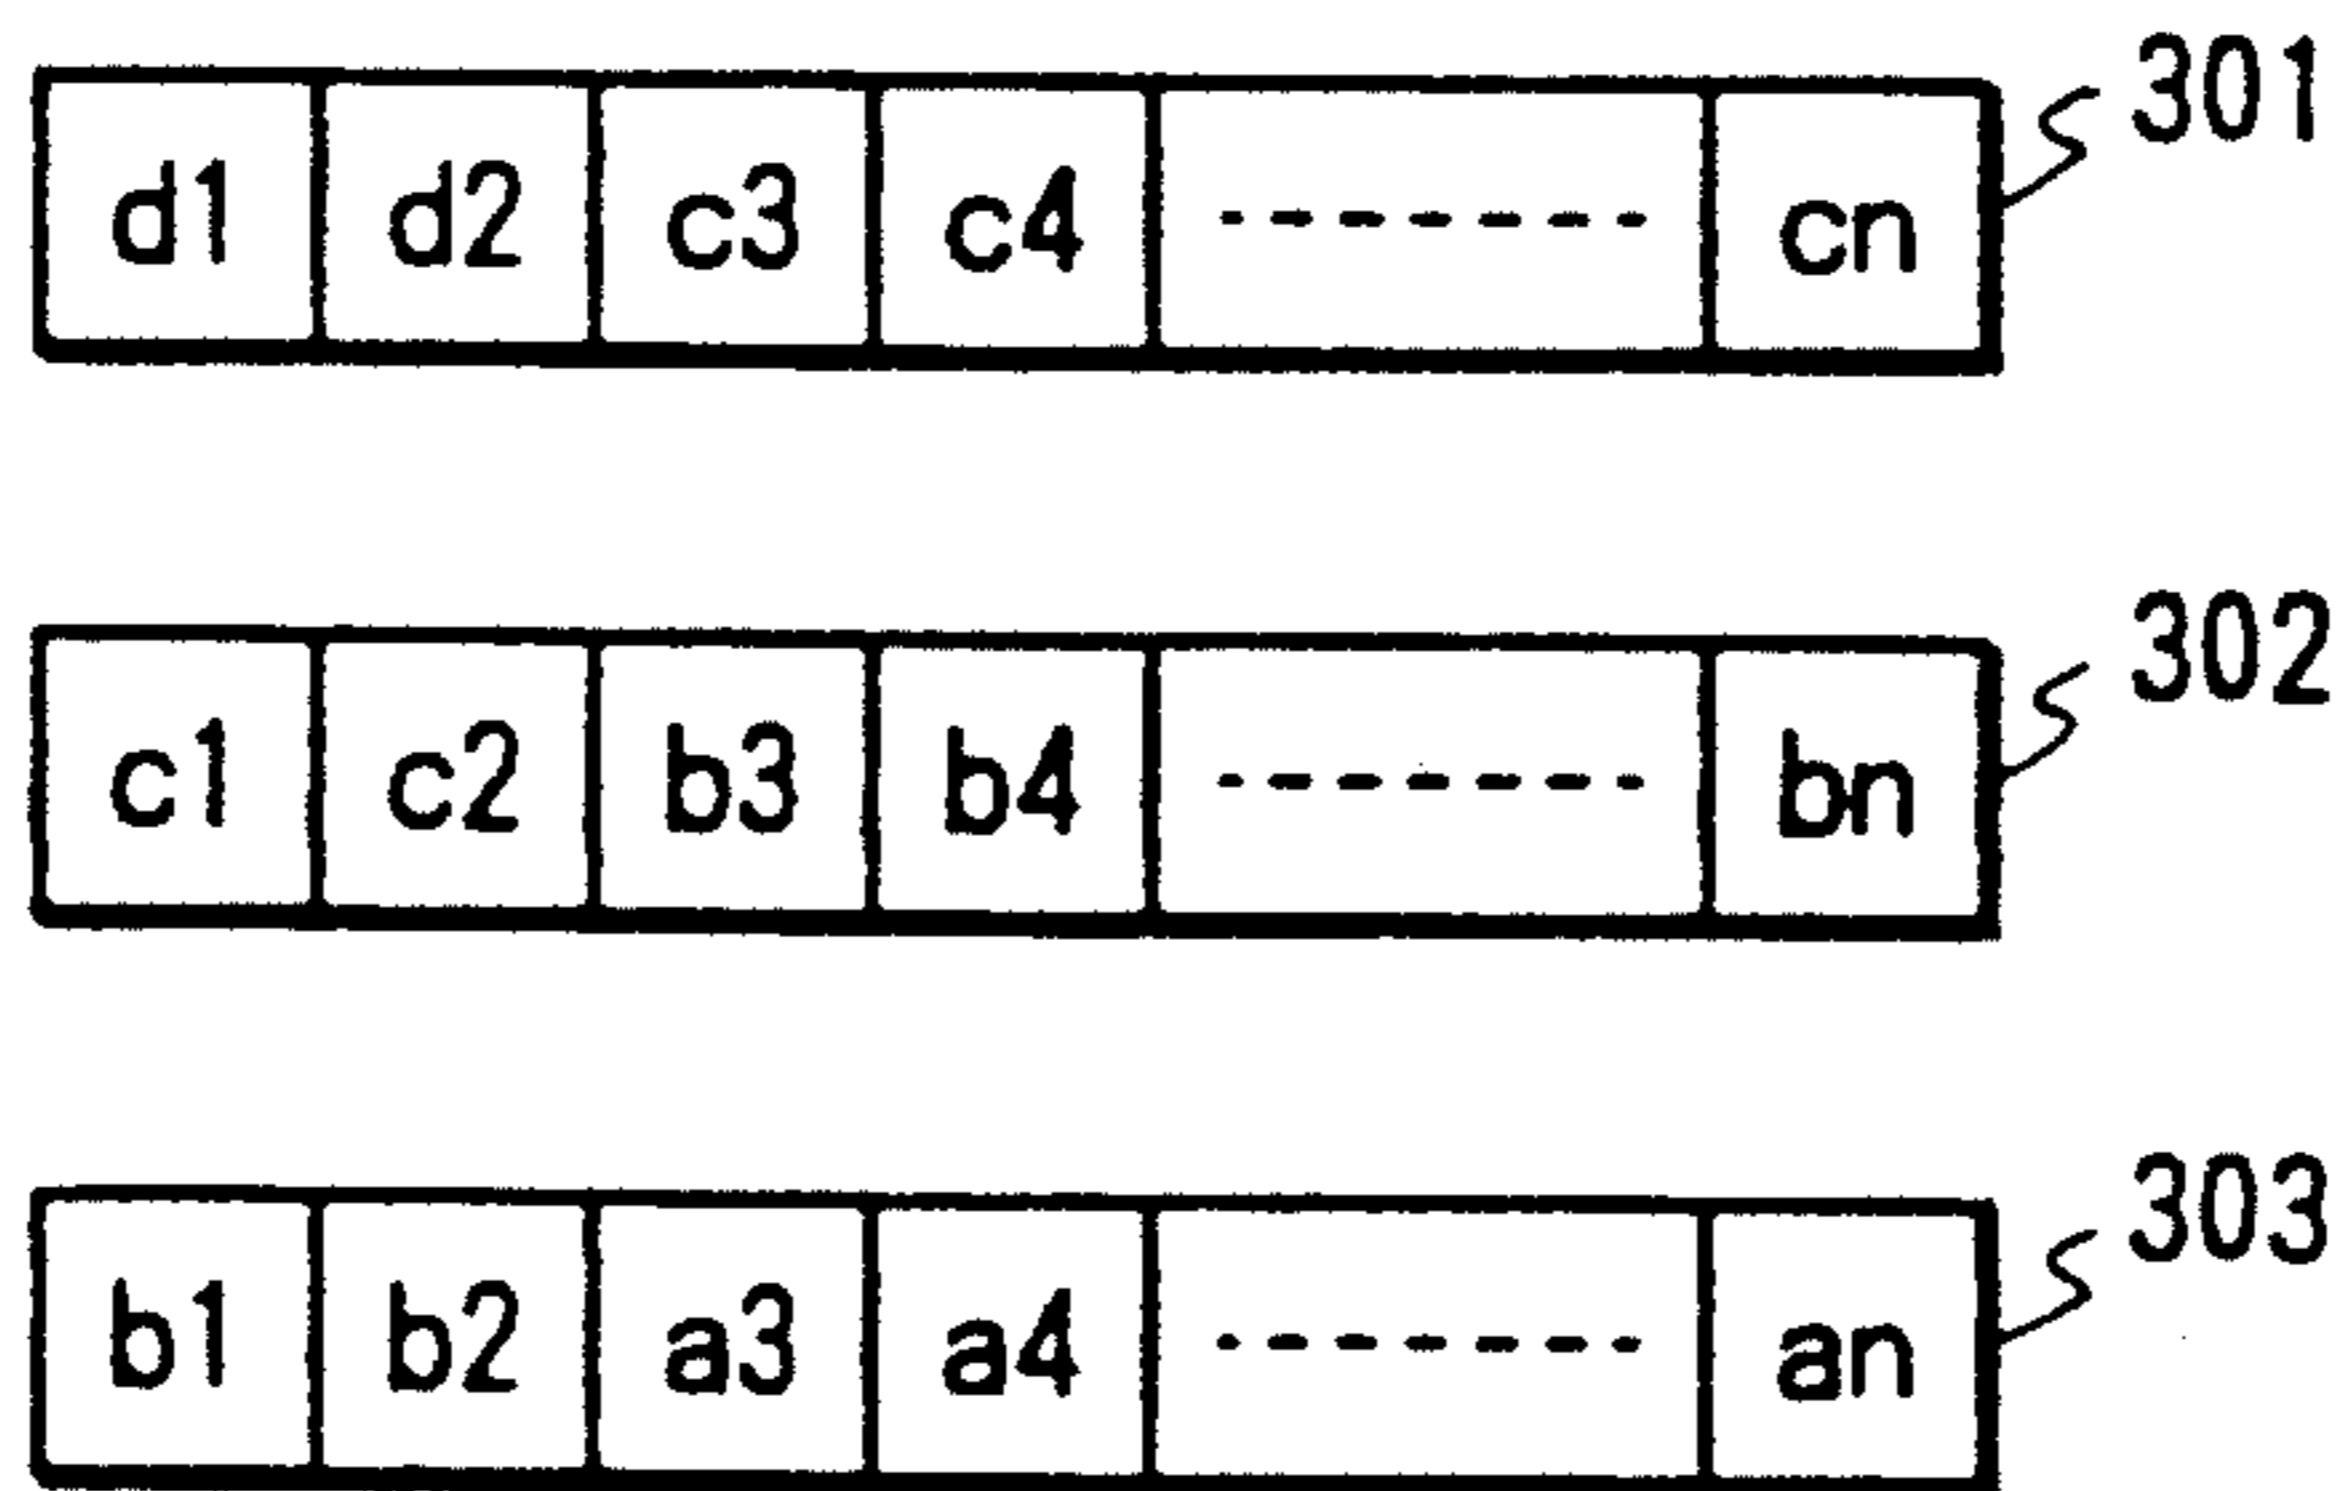 d1 d2 c3 c4 ------- cn 301
c1 c2 b3 b4 ------- bn 302
b1 b2 a3 a4 ------- an 303